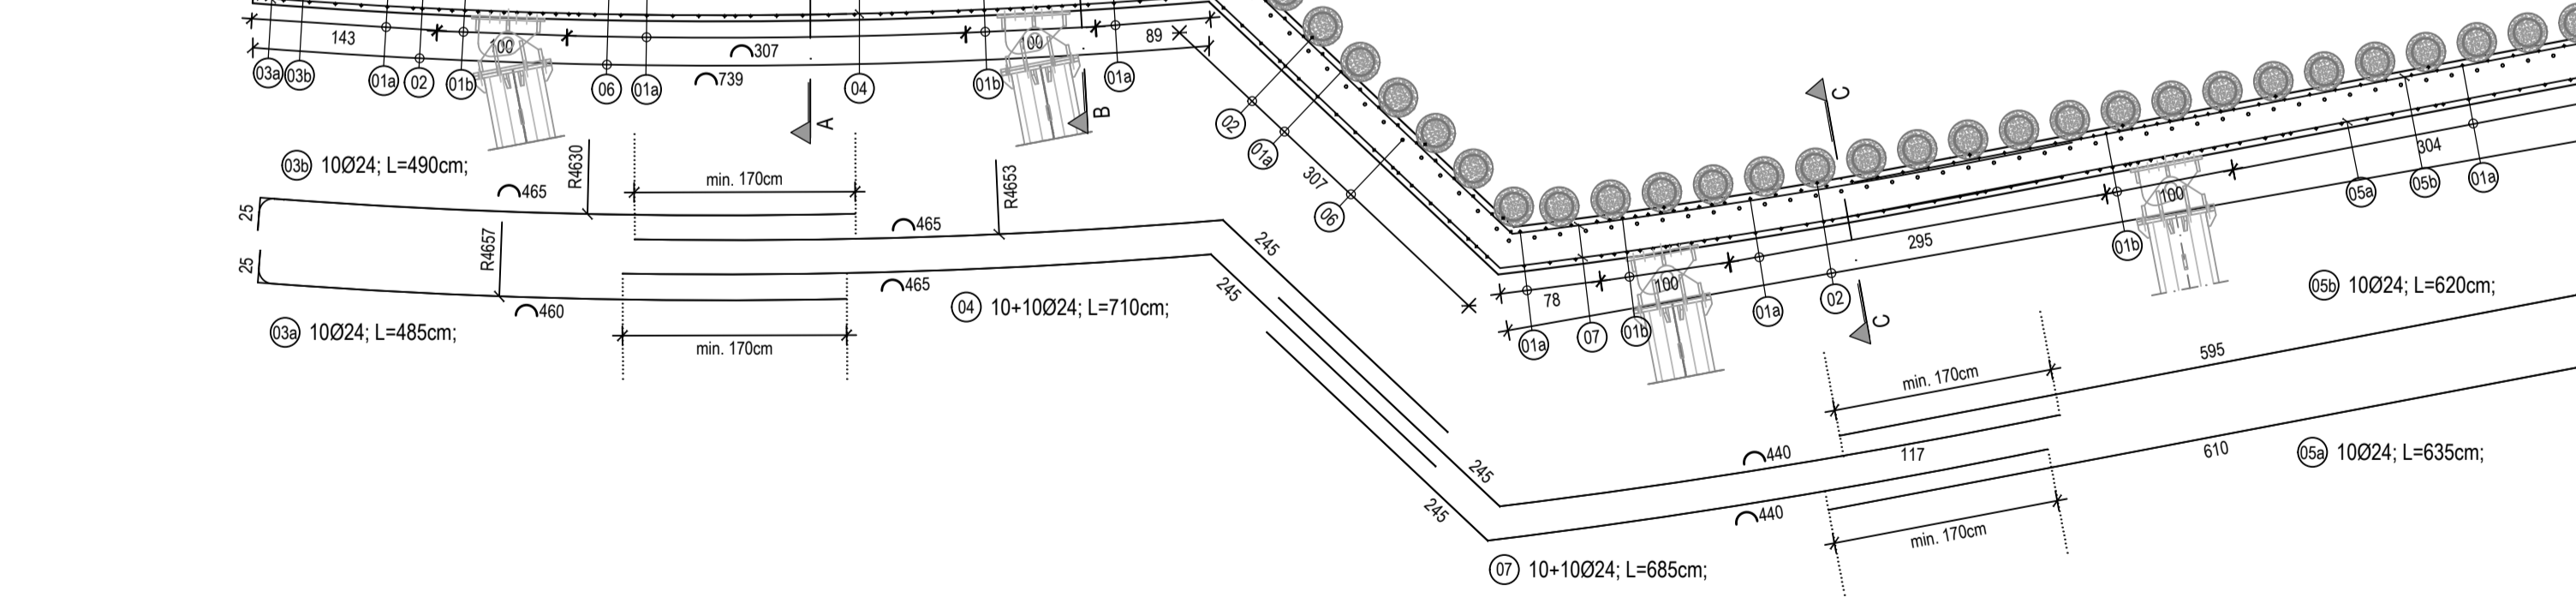 143
100
307
739
100
89
03a
03b
01a
02
01b
06
01a
04
01b
01a
A
B
C
02
01a
307
06
304
05a
05b
01a
100
01b
295
78
100
01a
07
01b
01a
02
C
03b 10Ø24; L=490cm;
465
R4630
min. 170cm
R4653
25
465
245
R4657
25
465
245
460
03a 10Ø24; L=485cm;
min. 170cm
04 10+10Ø24; L=710cm;
05b 10Ø24; L=620cm;
595
min. 170cm
440
117
245
610
05a 10Ø24; L=635cm;
245
440
min. 170cm
07 10+10Ø24; L=685cm;